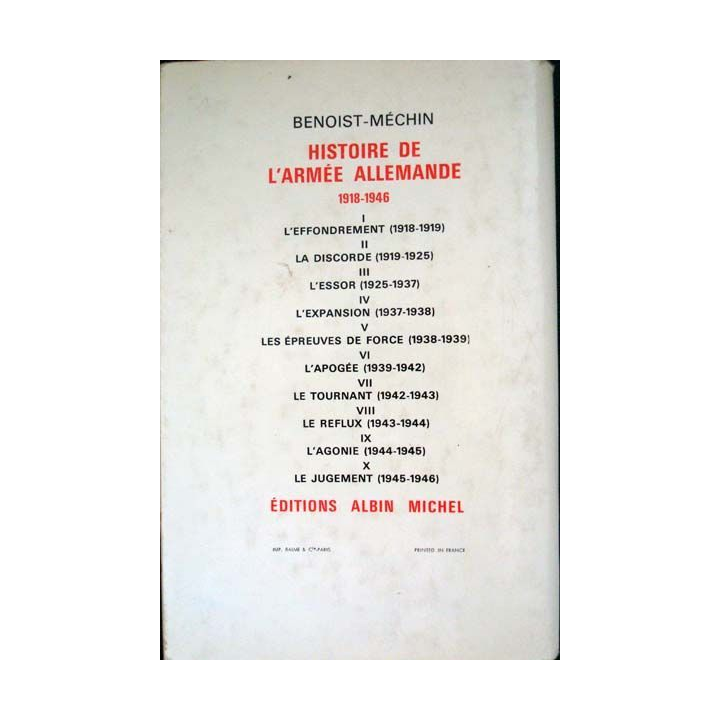 BENOIST-MÉCHIN
HISTOIRE DE
L'ARMÉE ALLEMANDE
1918-1946
I
L'EFFONDREMENT (1918-1919)
II
LA DISCORDE (1919-1925)
III
L'ESSOR (1925-1937)
IV
L'EXPANSION (1937-1938)
V
LES ÉPREUVES DE FORCE (1938-1939)
VI
L'APOGÉE (1939-1942)
VII
LE TOURNANT (1942-1943)
VIII
LE REFLUX (1943-1944)
IX
L'AGONIE (1944-1945)
X
LE JUGEMENT (1945-1946)
ÉDITIONS ALBIN MICHEL
IMP. & Cie-PARIS PRINTED IN FRANCE